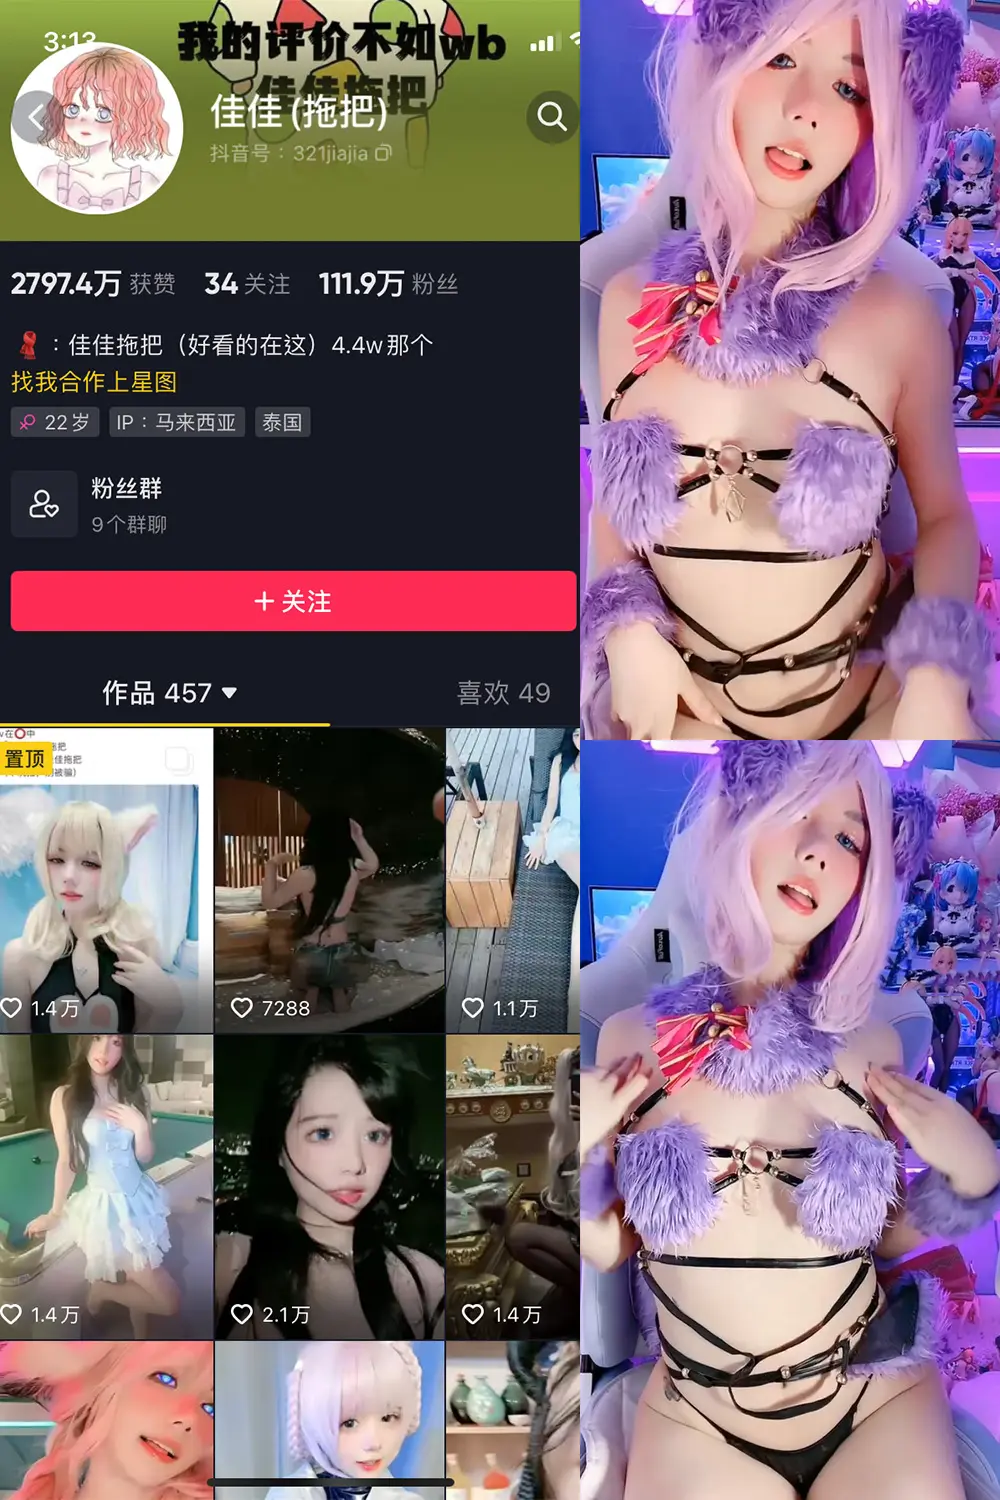 3:13
我的评价不如wb
佳佳拖把
佳佳(拖把)
抖音号：321jiajia
2797.4万 获赞 34 关注 111.9万 粉丝
：佳佳拖把（好看的在这）4.4w那个
找我合作上星图
22岁 IP：马来西亚 泰国
粉丝群
9个群聊
+ 关注
作品 457 喜欢 49
置顶
1.4万 7288 1.1万
1.4万 2.1万 1.4万